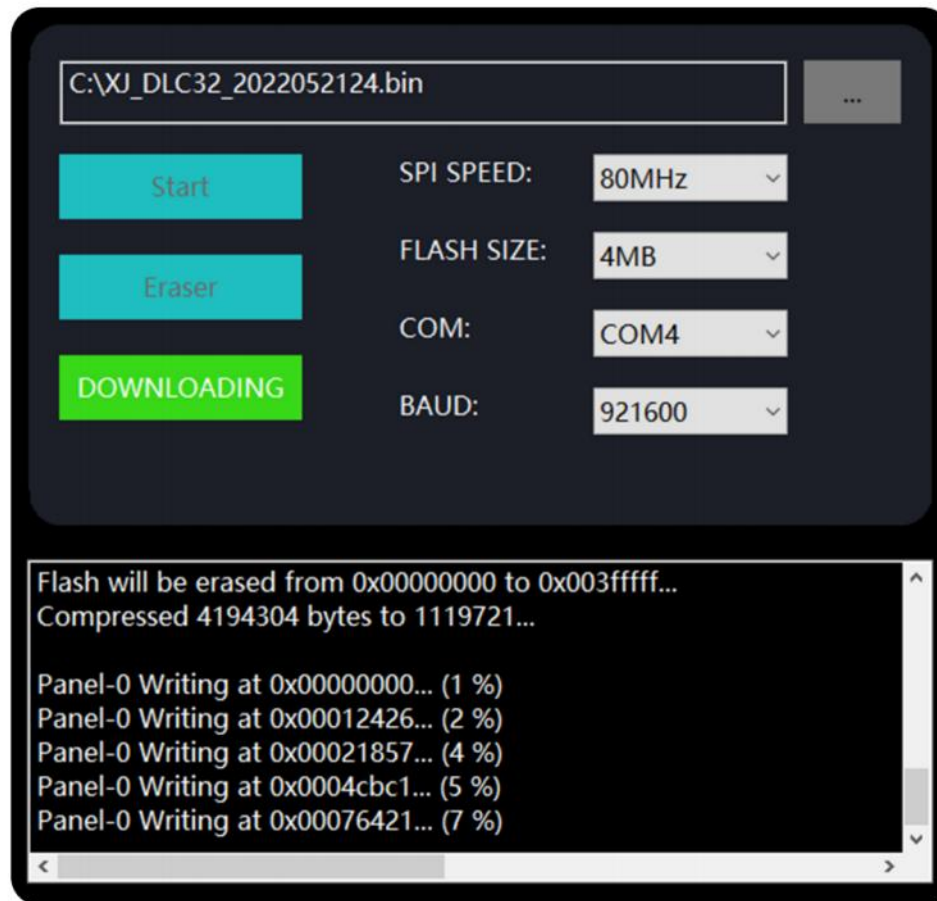 C:\XJ_DLC32_2022052124.bin
...
Start
SPI SPEED:
80MHz
Eraser
FLASH SIZE:
4MB
COM:
COM4
DOWNLOADING
BAUD:
921600
Flash will be erased from 0x00000000 to 0x003fffff...
Compressed 4194304 bytes to 1119721...
Panel-0 Writing at 0x00000000... (1 %)
Panel-0 Writing at 0x00012426... (2 %)
Panel-0 Writing at 0x00021857... (4 %)
Panel-0 Writing at 0x0004cbc1... (5 %)
Panel-0 Writing at 0x00076421... (7 %)